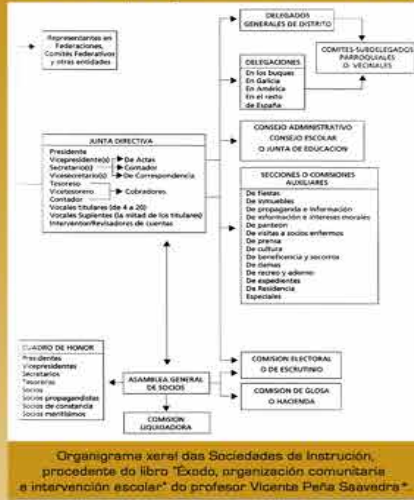 Representantes en
Federaciones,
Comités Federativos
y otras entidades
DELEGADOS
GENERALES DE DISTRITO
DELEGACIONES
En los buques
En Galicia
En América
En el resto
de España
COMITES-SUBDELEGADOS
PARROQUIALES
O VECINALES
CONSEJO ADMINISTRATIVO
CONSEJO ESCOLAR
O JUNTA DE EDUCACION
JUNTA DIRECTIVA
Presidente
Vicepresidente(s)
Secretario(s)
Vicesecretario(s)
Tesorero
Vicetesorero
Contador
Vocales titulares (de 4 a 20)
Vocales Suplentes (la mitad de los titulares)
Interventor/Revisadores de cuentas
De Actas
Contador
De Correspondencia
Cobradores
SECCIONES O COMISIONES
AUXILIARES
De fiestas
De inmuebles
De propaganda e información
De información e intereses morales
De panteon
De visitas a socios enfermos
De prensa
De cultura
De beneficencia y socorros
De damas
De recreo y adorno
De expedientes
De Residencia
Especiales
CUADRO DE HONOR
Presidentes
Vicepresidentes
Secretarios
Tesoreros
Socios
Socios propagandistas
Socios de constancia
Socios meritísimos
ASAMBLEA GENERAL
DE SOCIOS
COMISION
LIQUIDADORA
COMISION ELECTORAL
O DE ESCRUTINIO
COMISION DE GLOSA
O HACIENDA
Organigrama xeral das Sociedades de Instrución,
procedente do libro "Éxodo, organización comunitaria
e intervención escolar" do profesor Vicente Peña Saavedra*